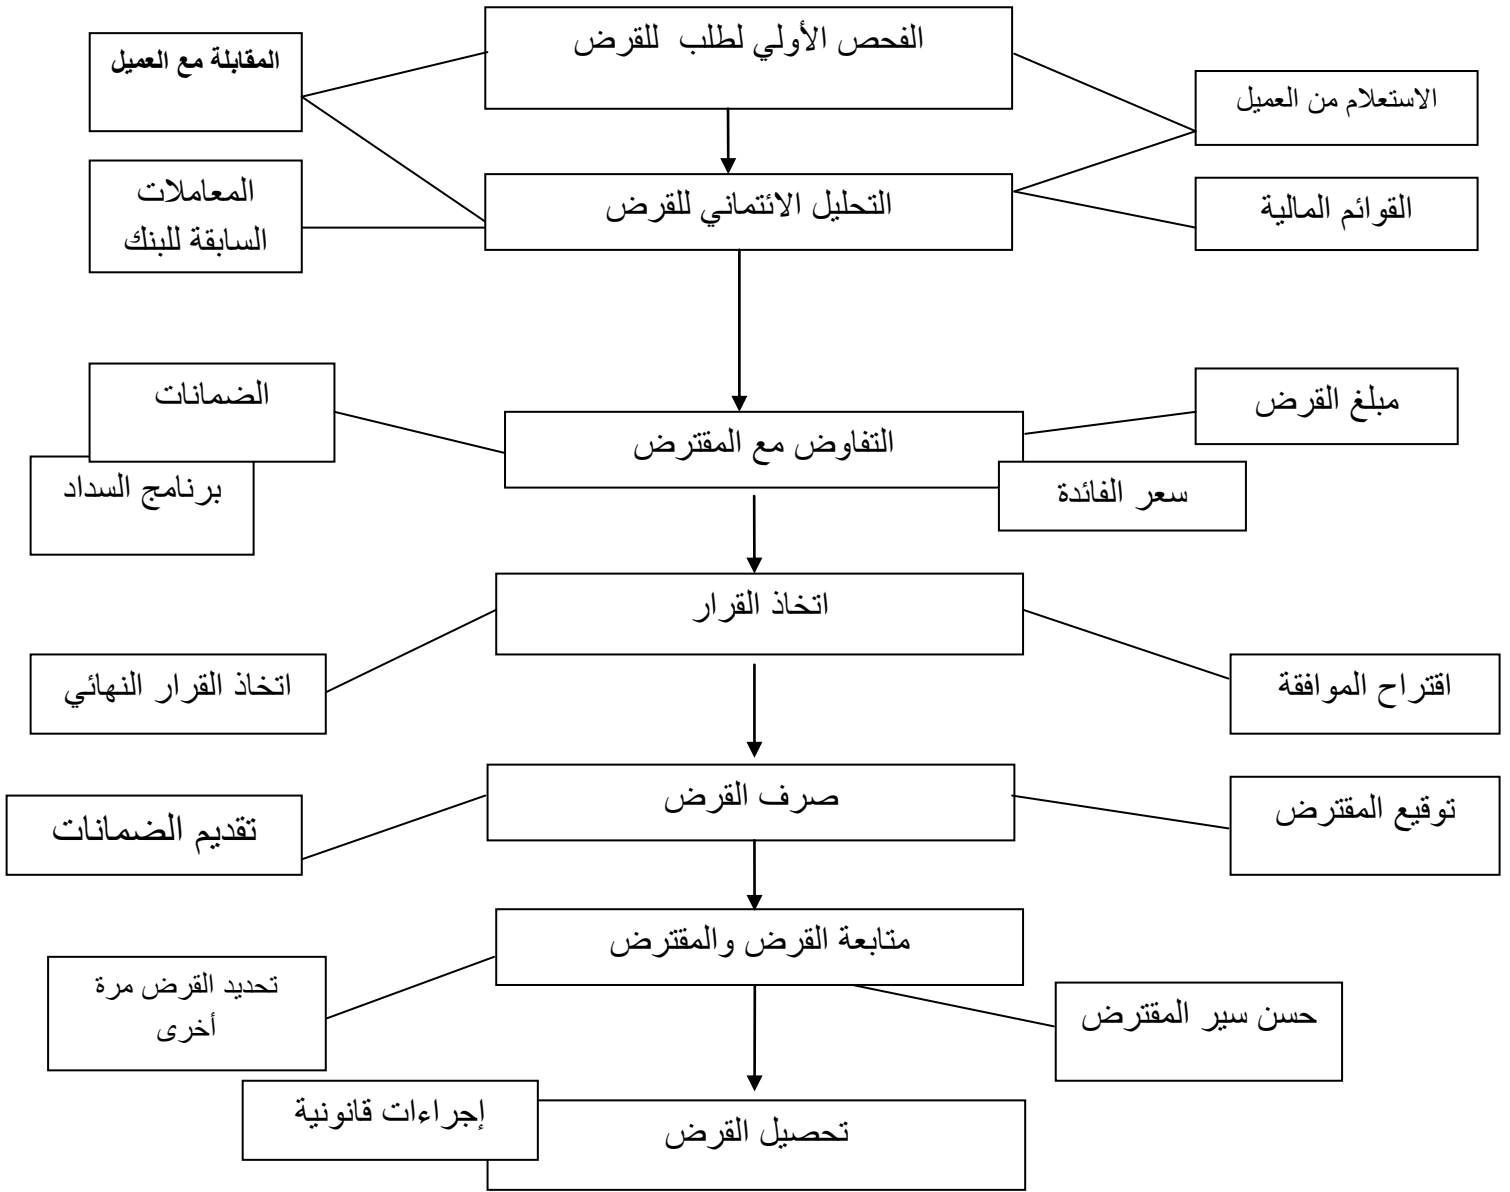 الفحص الأولي لطلب للقرض
المقابلة مع العميل
الاستعلام من العميل
التحليل الائتماني للقرض
المعاملات
السابقة للبنك
القوائم المالية
الضمانات
مبلغ القرض
التفاوض مع المقترض
برنامج السداد
سعر الفائدة
اتخاذ القرار
اقتراح الموافقة
اتخاذ القرار النهائي
صرف القرض
توقيع المقترض
تقديم الضمانات
متابعة القرض والمقترض
حسن سير المقترض
تحديد القرض مرة
أخرى
إجراءات قانونية
تحصيل القرض